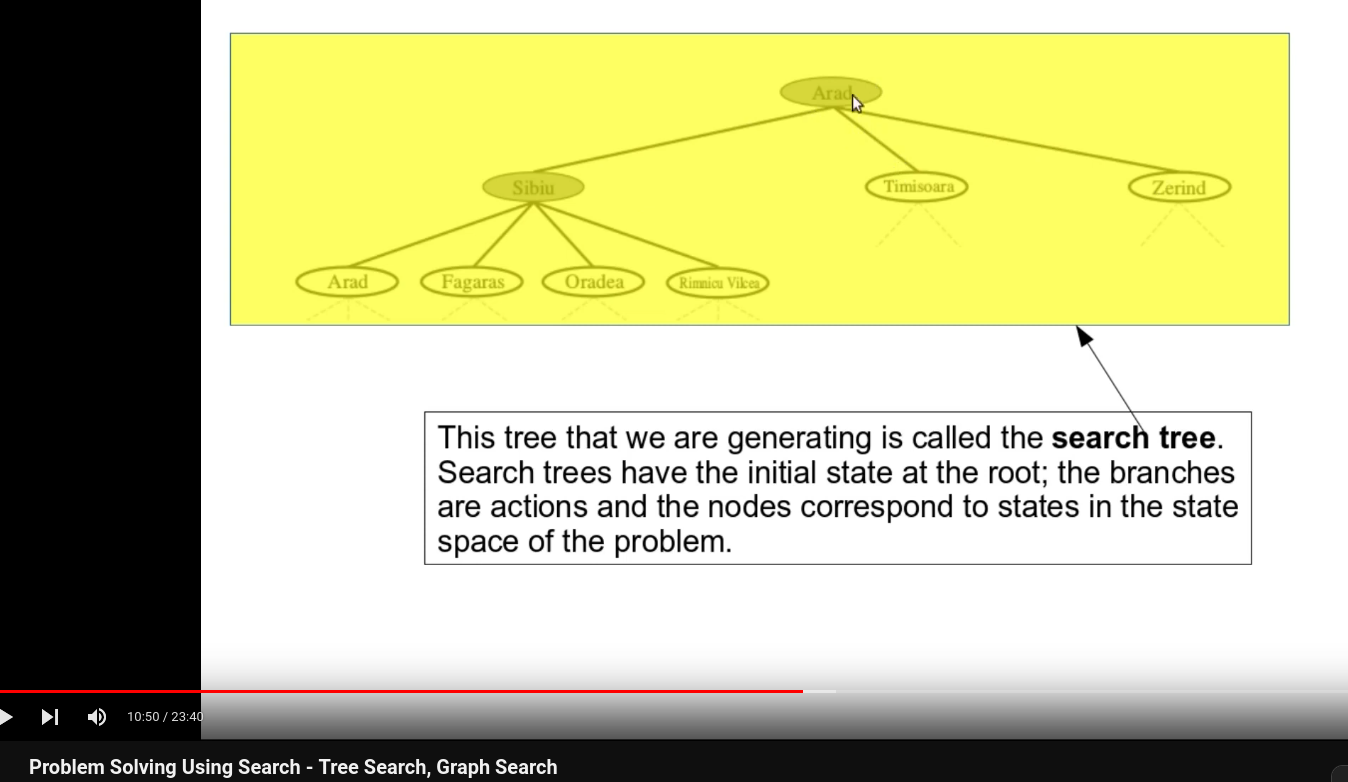 Arad
Sibiu Timisoara Zerind
Arad Fagaras Oradea Rimnicu Vilcea
This tree that we are generating is called the search tree.
Search trees have the initial state at the root; the branches
are actions and the nodes correspond to states in the state
space of the problem.
10:50 / 23:40
Problem Solving Using Search - Tree Search, Graph Search